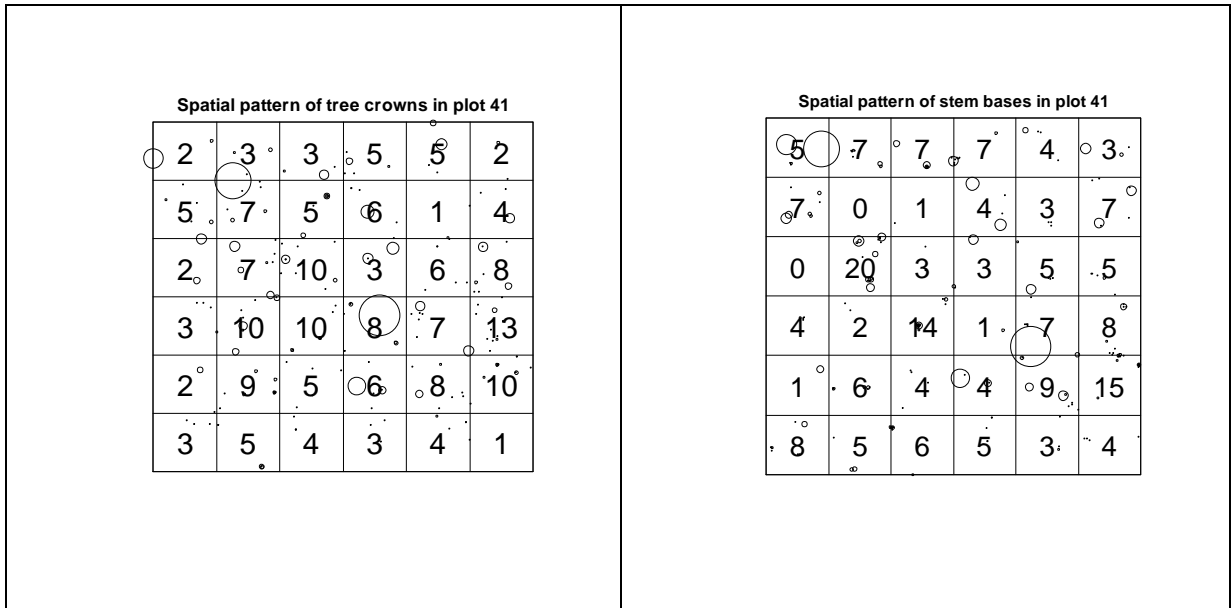 Spatial pattern of tree crowns in plot 41
2 3 3 5 5 2
5 7 5 6 1 4
2 7 10 3 6 8
3 10 10 8 7 13
2 9 5 6 8 10
3 5 4 3 4 1
Spatial pattern of stem bases in plot 41
5 7 7 7 4 3
7 0 1 4 3 7
0 20 3 3 5 5
4 2 14 1 7 8
1 6 4 4 9 15
8 5 6 5 3 4